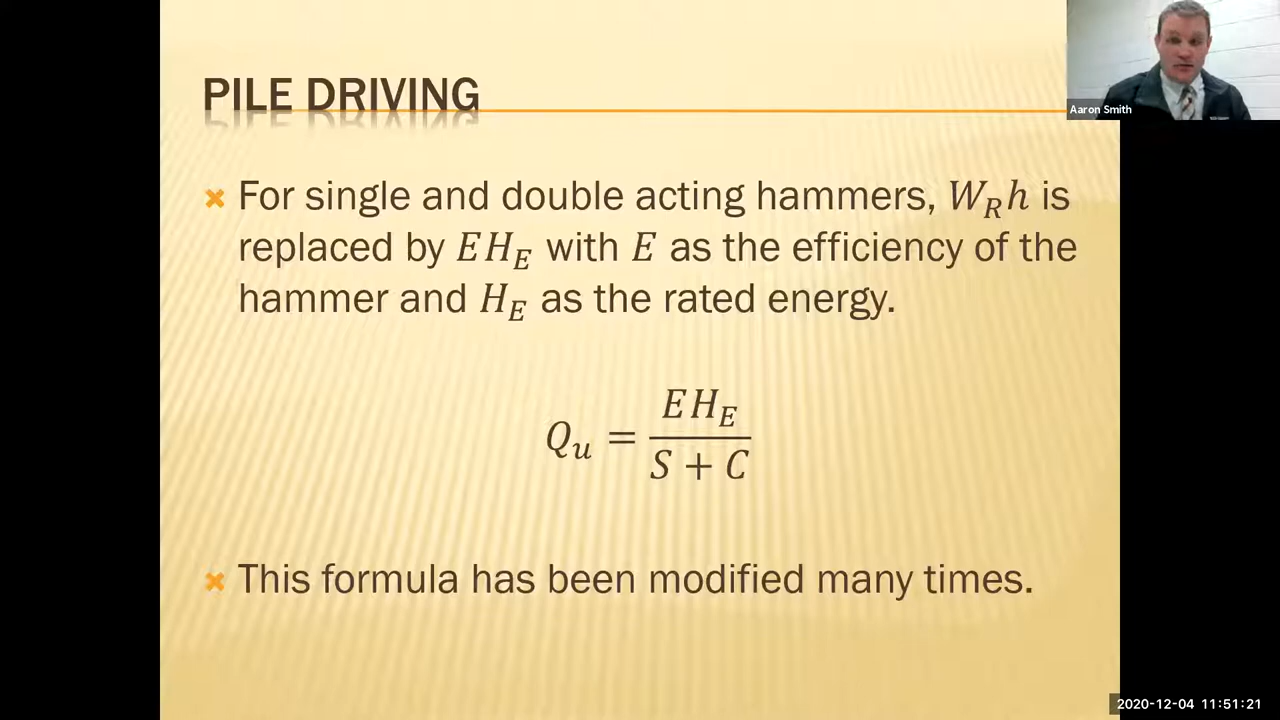 PILE DRIVING
Aaron Smith
For single and double acting hammers, W_R h is
replaced by EH_E with E as the efficiency of the
hammer and H_E as the rated energy.
Q_u = EH_E / (S + C)
This formula has been modified many times.
2020-12-04 11:51:21